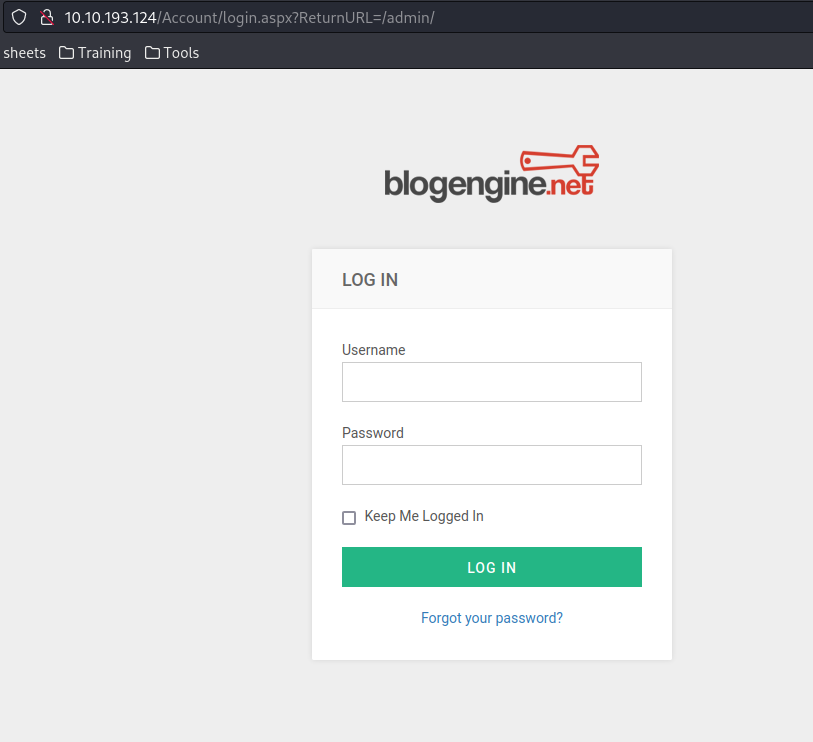 10.10.193.124/Account/login.aspx?ReturnURL=/admin/
sheets Training Tools
blogengine.net
LOG IN
Username
Password
Keep Me Logged In
LOG IN
Forgot your password?